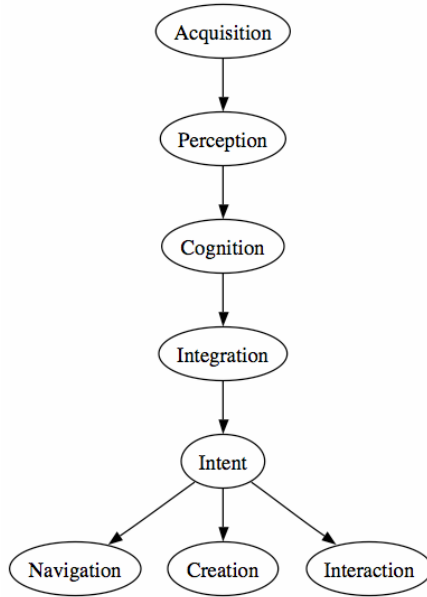 Acquisition
Perception
Cognition
Integration
Intent
Navigation Creation Interaction